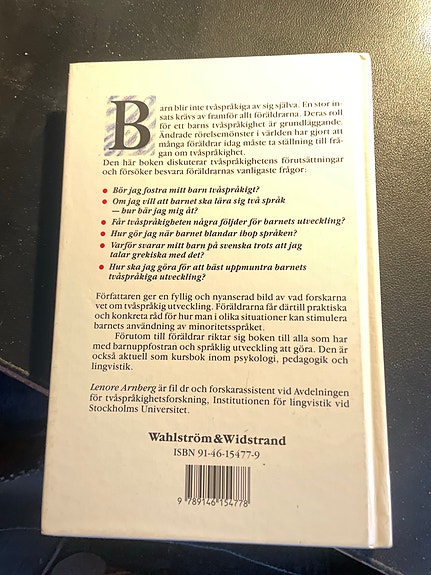 Barn blir inte tvåspråkiga av sig själva. En stor in-
sats krävs av framför allt föräldrarna. Deras roll
för ett barns tvåspråkighet är grundläggande.
Ändrade rörelsemönster i världen har gjort att
många föräldrar idag måste ta ställning till frå-
gan om tvåspråkighet.
Den här boken diskuterar tvåspråkighetens förutsättningar
och försöker besvara föräldrarnas vanligaste frågor:
• Bör jag fostra mitt barn tvåspråkigt?
• Om jag vill att barnet ska lära sig två språk
— hur bär jag mig åt?
• Får tvåspråkigheten några följder för barnets utveckling?
• Hur gör jag när barnet blandar ihop språken?
• Varför svarar mitt barn på svenska trots att jag
talar grekiska med det?
• Hur ska jag göra för att bäst uppmuntra barnets
tvåspråkiga utveckling?
Författaren ger en fyllig och nyanserad bild av vad forskarna
vet om tvåspråkig utveckling. Föräldrarna får därtill praktiska
och konkreta råd för hur man i olika situationer kan stimulera
barnets användning av minoritetsspråket.
Förutom till föräldrar riktar sig boken till alla som har
med barnuppfostran och språklig utveckling att göra. Den är
också aktuell som kursbok inom psykologi, pedagogik och
lingvistik.
Lenore Arnberg är fil dr och forskarassistent vid Avdelningen
för tvåspråkighetsforskning, Institutionen för lingvistik vid
Stockholms Universitet.
Wahlström & Widstrand
ISBN 91-46-15477-9
9 789146 154778